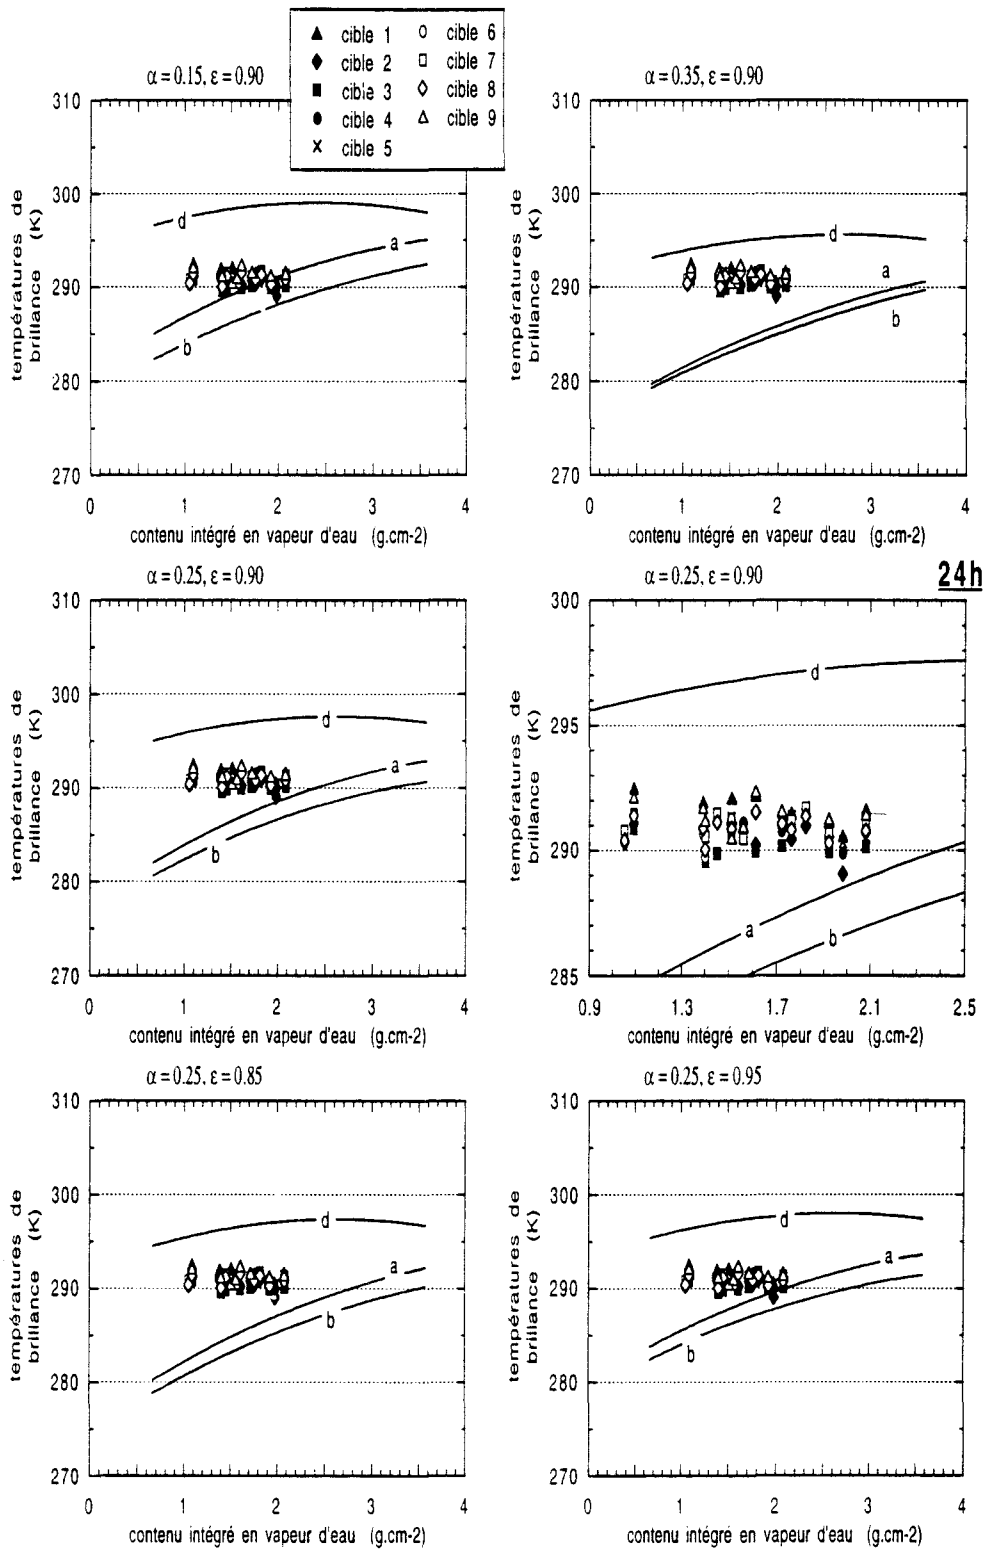 ▲ cible 1 ○ cible 6
◆ cible 2 □ cible 7
■ cible 3 ◇ cible 8
● cible 4 △ cible 9
x cible 5
α = 0.15, ε = 0.90
températures de
brillance (K)
310
300
290
280
270
d
a
b
0 1 2 3 4
contenu intégré en vapeur d'eau (g.cm-2)
α = 0.35, ε = 0.90
températures de
brillance (K)
310
300
290
280
270
d
a
b
0 1 2 3 4
contenu intégré en vapeur d'eau (g.cm-2)
α = 0.25, ε = 0.90
températures de
brillance (K)
310
300
290
280
270
d
a
b
0 1 2 3 4
contenu intégré en vapeur d'eau (g.cm-2)
α = 0.25, ε = 0.90
24h
températures de
brillance (K)
300
295
290
285
d
a
b
0.9 1.3 1.7 2.1 2.5
contenu intégré en vapeur d'eau (g.cm-2)
α = 0.25, ε = 0.85
températures de
brillance (K)
310
300
290
280
270
d
a
b
0 1 2 3 4
contenu intégré en vapeur d'eau (g.cm-2)
α = 0.25, ε = 0.95
températures de
brillance (K)
310
300
290
280
270
d
a
b
0 1 2 3 4
contenu intégré en vapeur d'eau (g.cm-2)